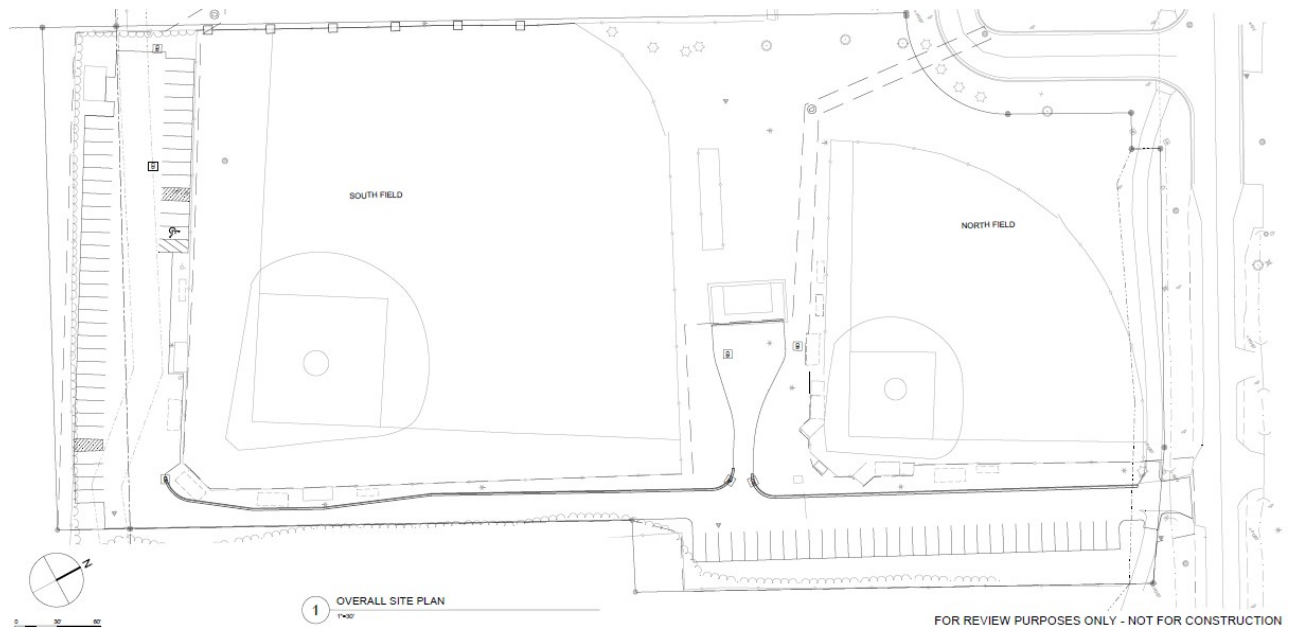 SOUTH FIELD
NORTH FIELD
N
1
OVERALL SITE PLAN
1"=30'
0 30' 60'
FOR REVIEW PURPOSES ONLY - NOT FOR CONSTRUCTION